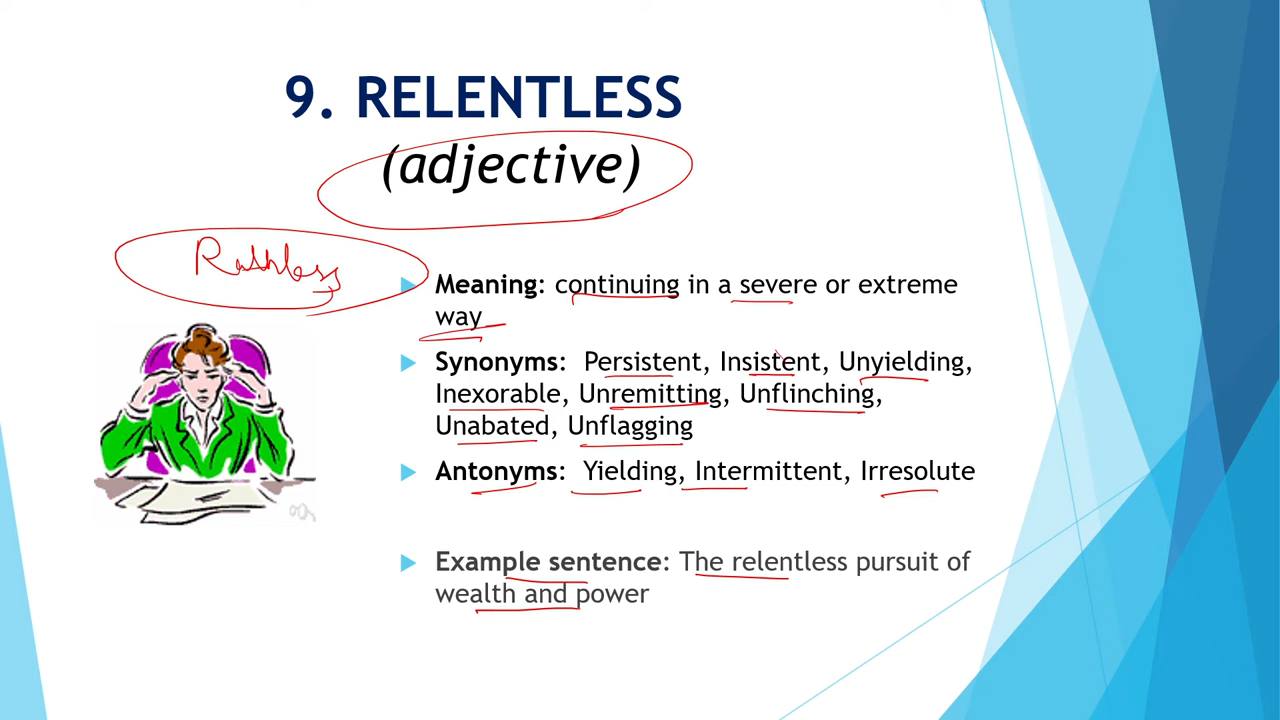 9. RELENTLESS
(adjective)
Ruthless
Meaning: continuing in a severe or extreme
way
Synonyms: Persistent, Insistent, Unyielding,
Inexorable, Unremitting, Unflinching,
Unabated, Unflagging
Antonyms: Yielding, Intermittent, Irresolute
Example sentence: The relentless pursuit of
wealth and power